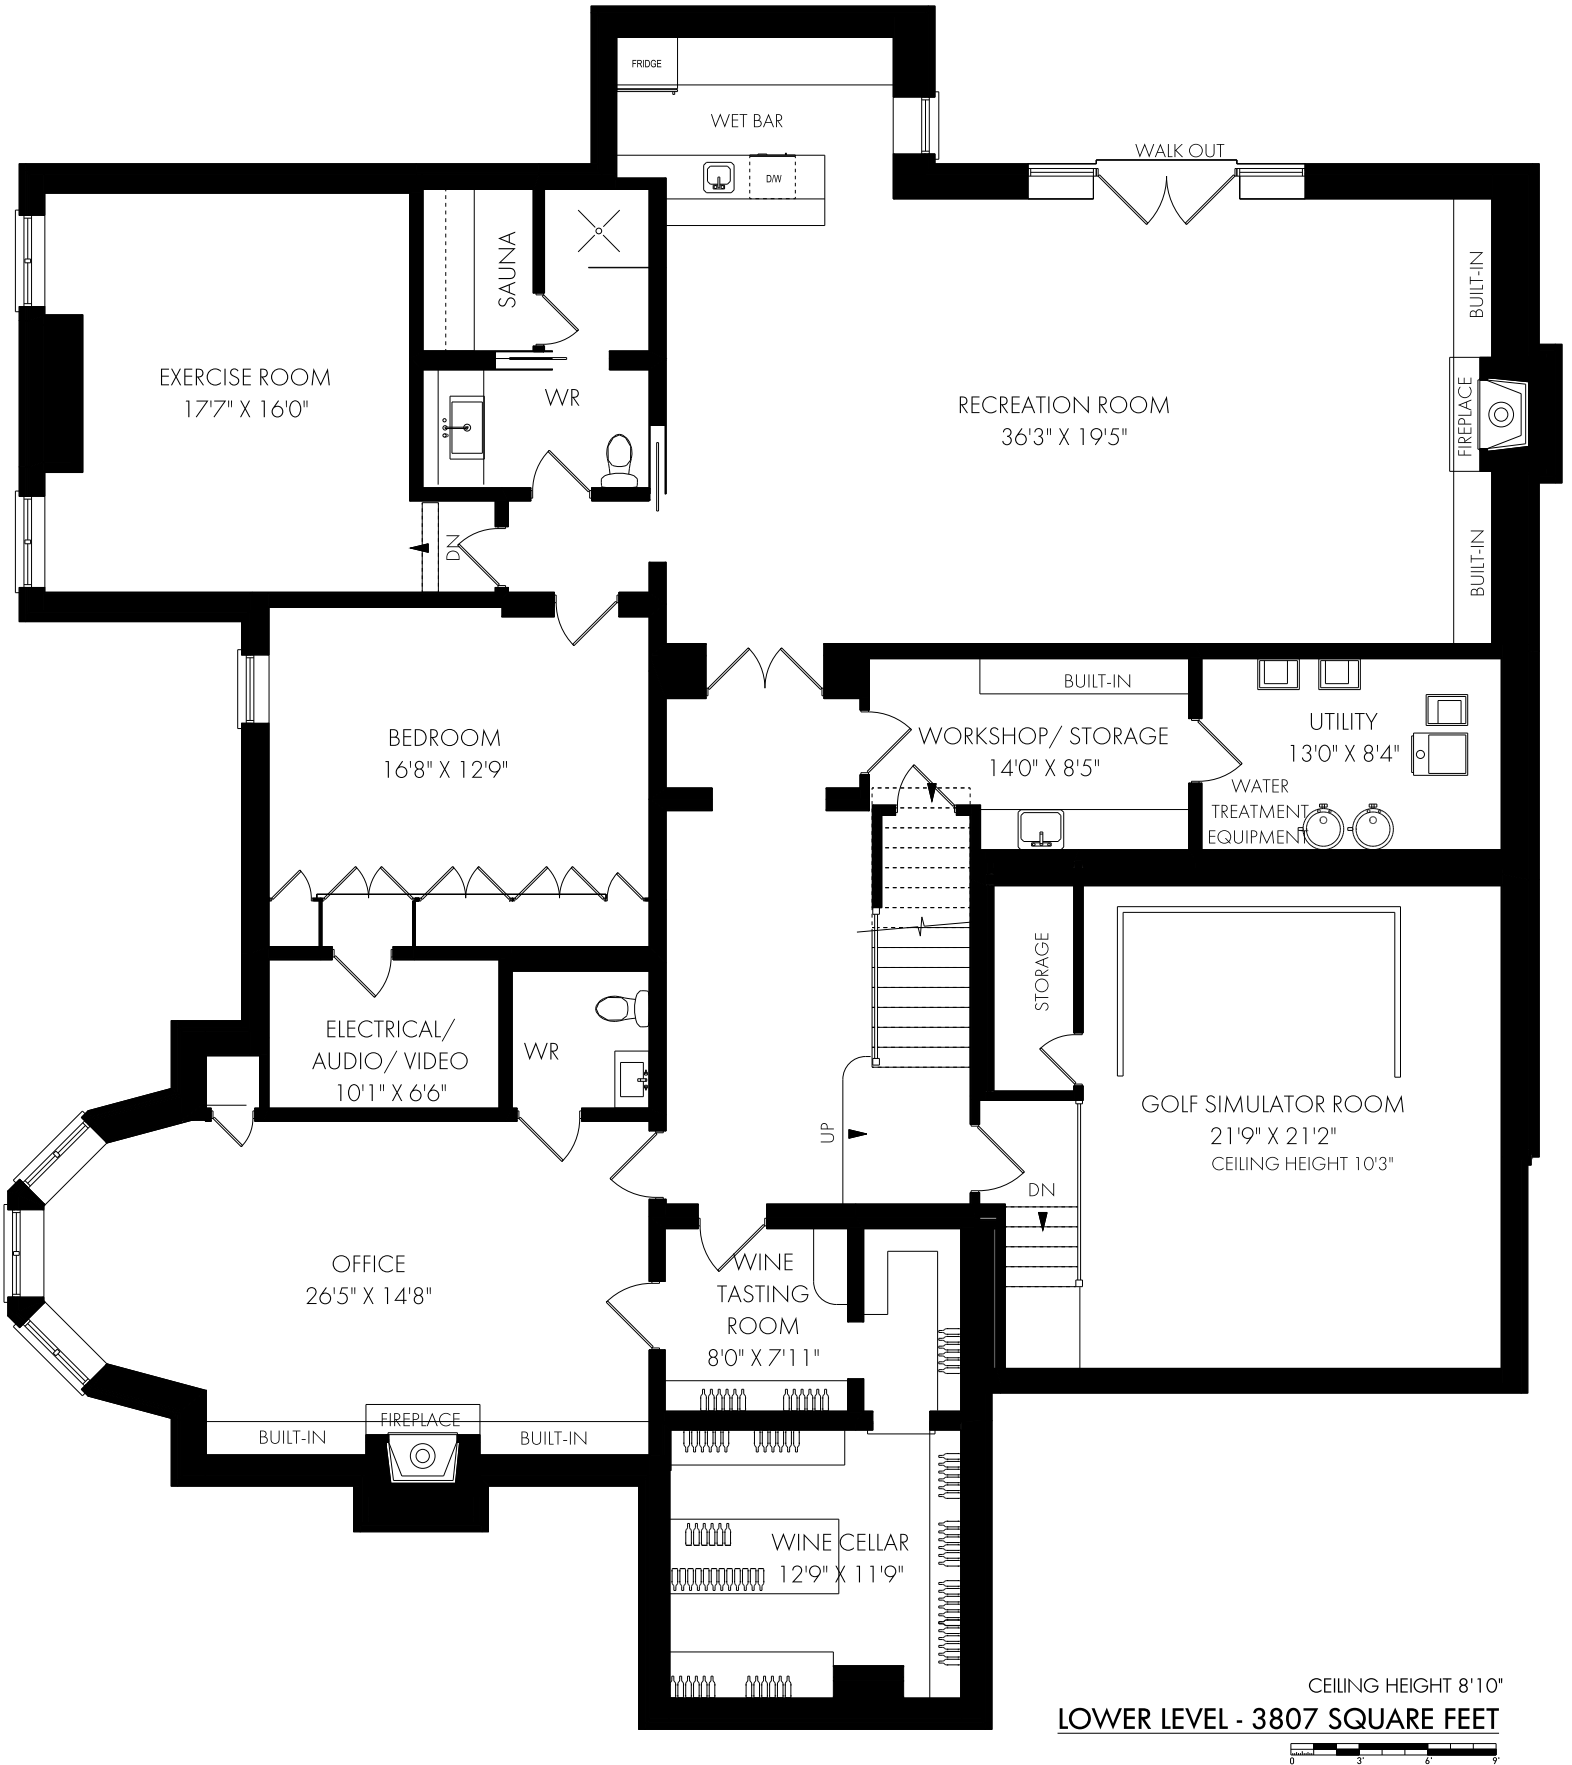 FRIDGE
WET BAR
D/W
WALK OUT
SAUNA
BUILT-IN
EXERCISE ROOM
17'7" X 16'0"
WR
RECREATION ROOM
36'3" X 19'5"
FIREPLACE
DN
BUILT-IN
BUILT-IN
BEDROOM
16'8" X 12'9"
WORKSHOP/ STORAGE
14'0" X 8'5"
UTILITY
13'0" X 8'4"
WATER
TREATMENT
EQUIPMENT
STORAGE
ELECTRICAL/
AUDIO/ VIDEO
10'1" X 6'6"
WR
UP
GOLF SIMULATOR ROOM
21'9" X 21'2"
CEILING HEIGHT 10'3"
DN
OFFICE
26'5" X 14'8"
WINE
TASTING
ROOM
8'0" X 7'11"
FIREPLACE
BUILT-IN
BUILT-IN
WINE CELLAR
12'9" X 11'9"
CEILING HEIGHT 8'10"
LOWER LEVEL - 3807 SQUARE FEET
0 3' 6' 9'